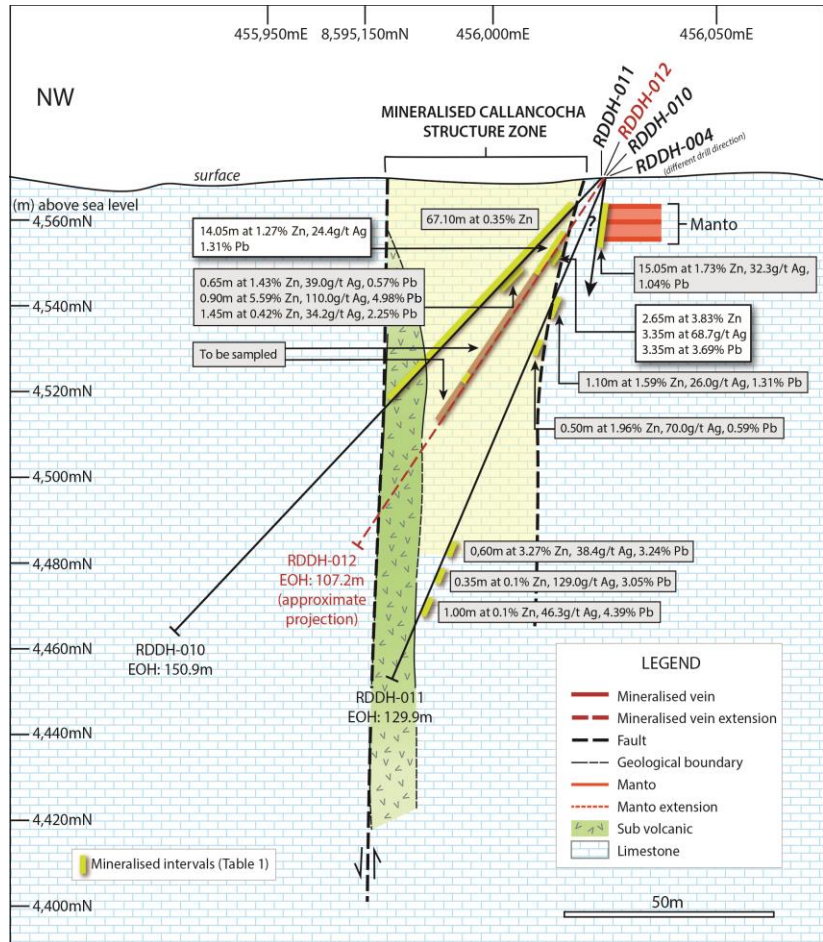 455,950mE 8,595,150mN 456,000mE 456,050mE
NW
MINERALISED CALLANCOCHA
STRUCTURE ZONE
RDDH-011
RDDH-012
RDDH-010
RDDH-004
(different drill direction)
surface
(m) above sea level
4,560mN
4,540mN
4,520mN
4,500mN
4,480mN
4,460mN
4,440mN
4,420mN
4,400mN
67.10m at 0.35% Zn
14.05m at 1.27% Zn, 24.4g/t Ag
1.31% Pb
0.65m at 1.43% Zn, 39.0g/t Ag, 0.57% Pb
0.90m at 5.59% Zn, 110.0g/t Ag, 4.98% Pb
1.45m at 0.42% Zn, 34.2g/t Ag, 2.25% Pb
To be sampled
?
Manto
15.05m at 1.73% Zn, 32.3g/t Ag,
1.04% Pb
2.65m at 3.83% Zn
3.35m at 68.7g/t Ag
3.35m at 3.69% Pb
1.10m at 1.59% Zn, 26.0g/t Ag, 1.31% Pb
0.50m at 1.96% Zn, 70.0g/t Ag, 0.59% Pb
0,60m at 3.27% Zn, 38.4g/t Ag, 3.24% Pb
0.35m at 0.1% Zn, 129.0g/t Ag, 3.05% Pb
1.00m at 0.1% Zn, 46.3g/t Ag, 4.39% Pb
RDDH-012
EOH: 107.2m
(approximate
projection)
RDDH-010
EOH: 150.9m
RDDH-011
EOH: 129.9m
LEGEND
Mineralised vein
Mineralised vein extension
Fault
Geological boundary
Manto
Manto extension
Sub volcanic
Limestone
Mineralised intervals (Table 1)
50m